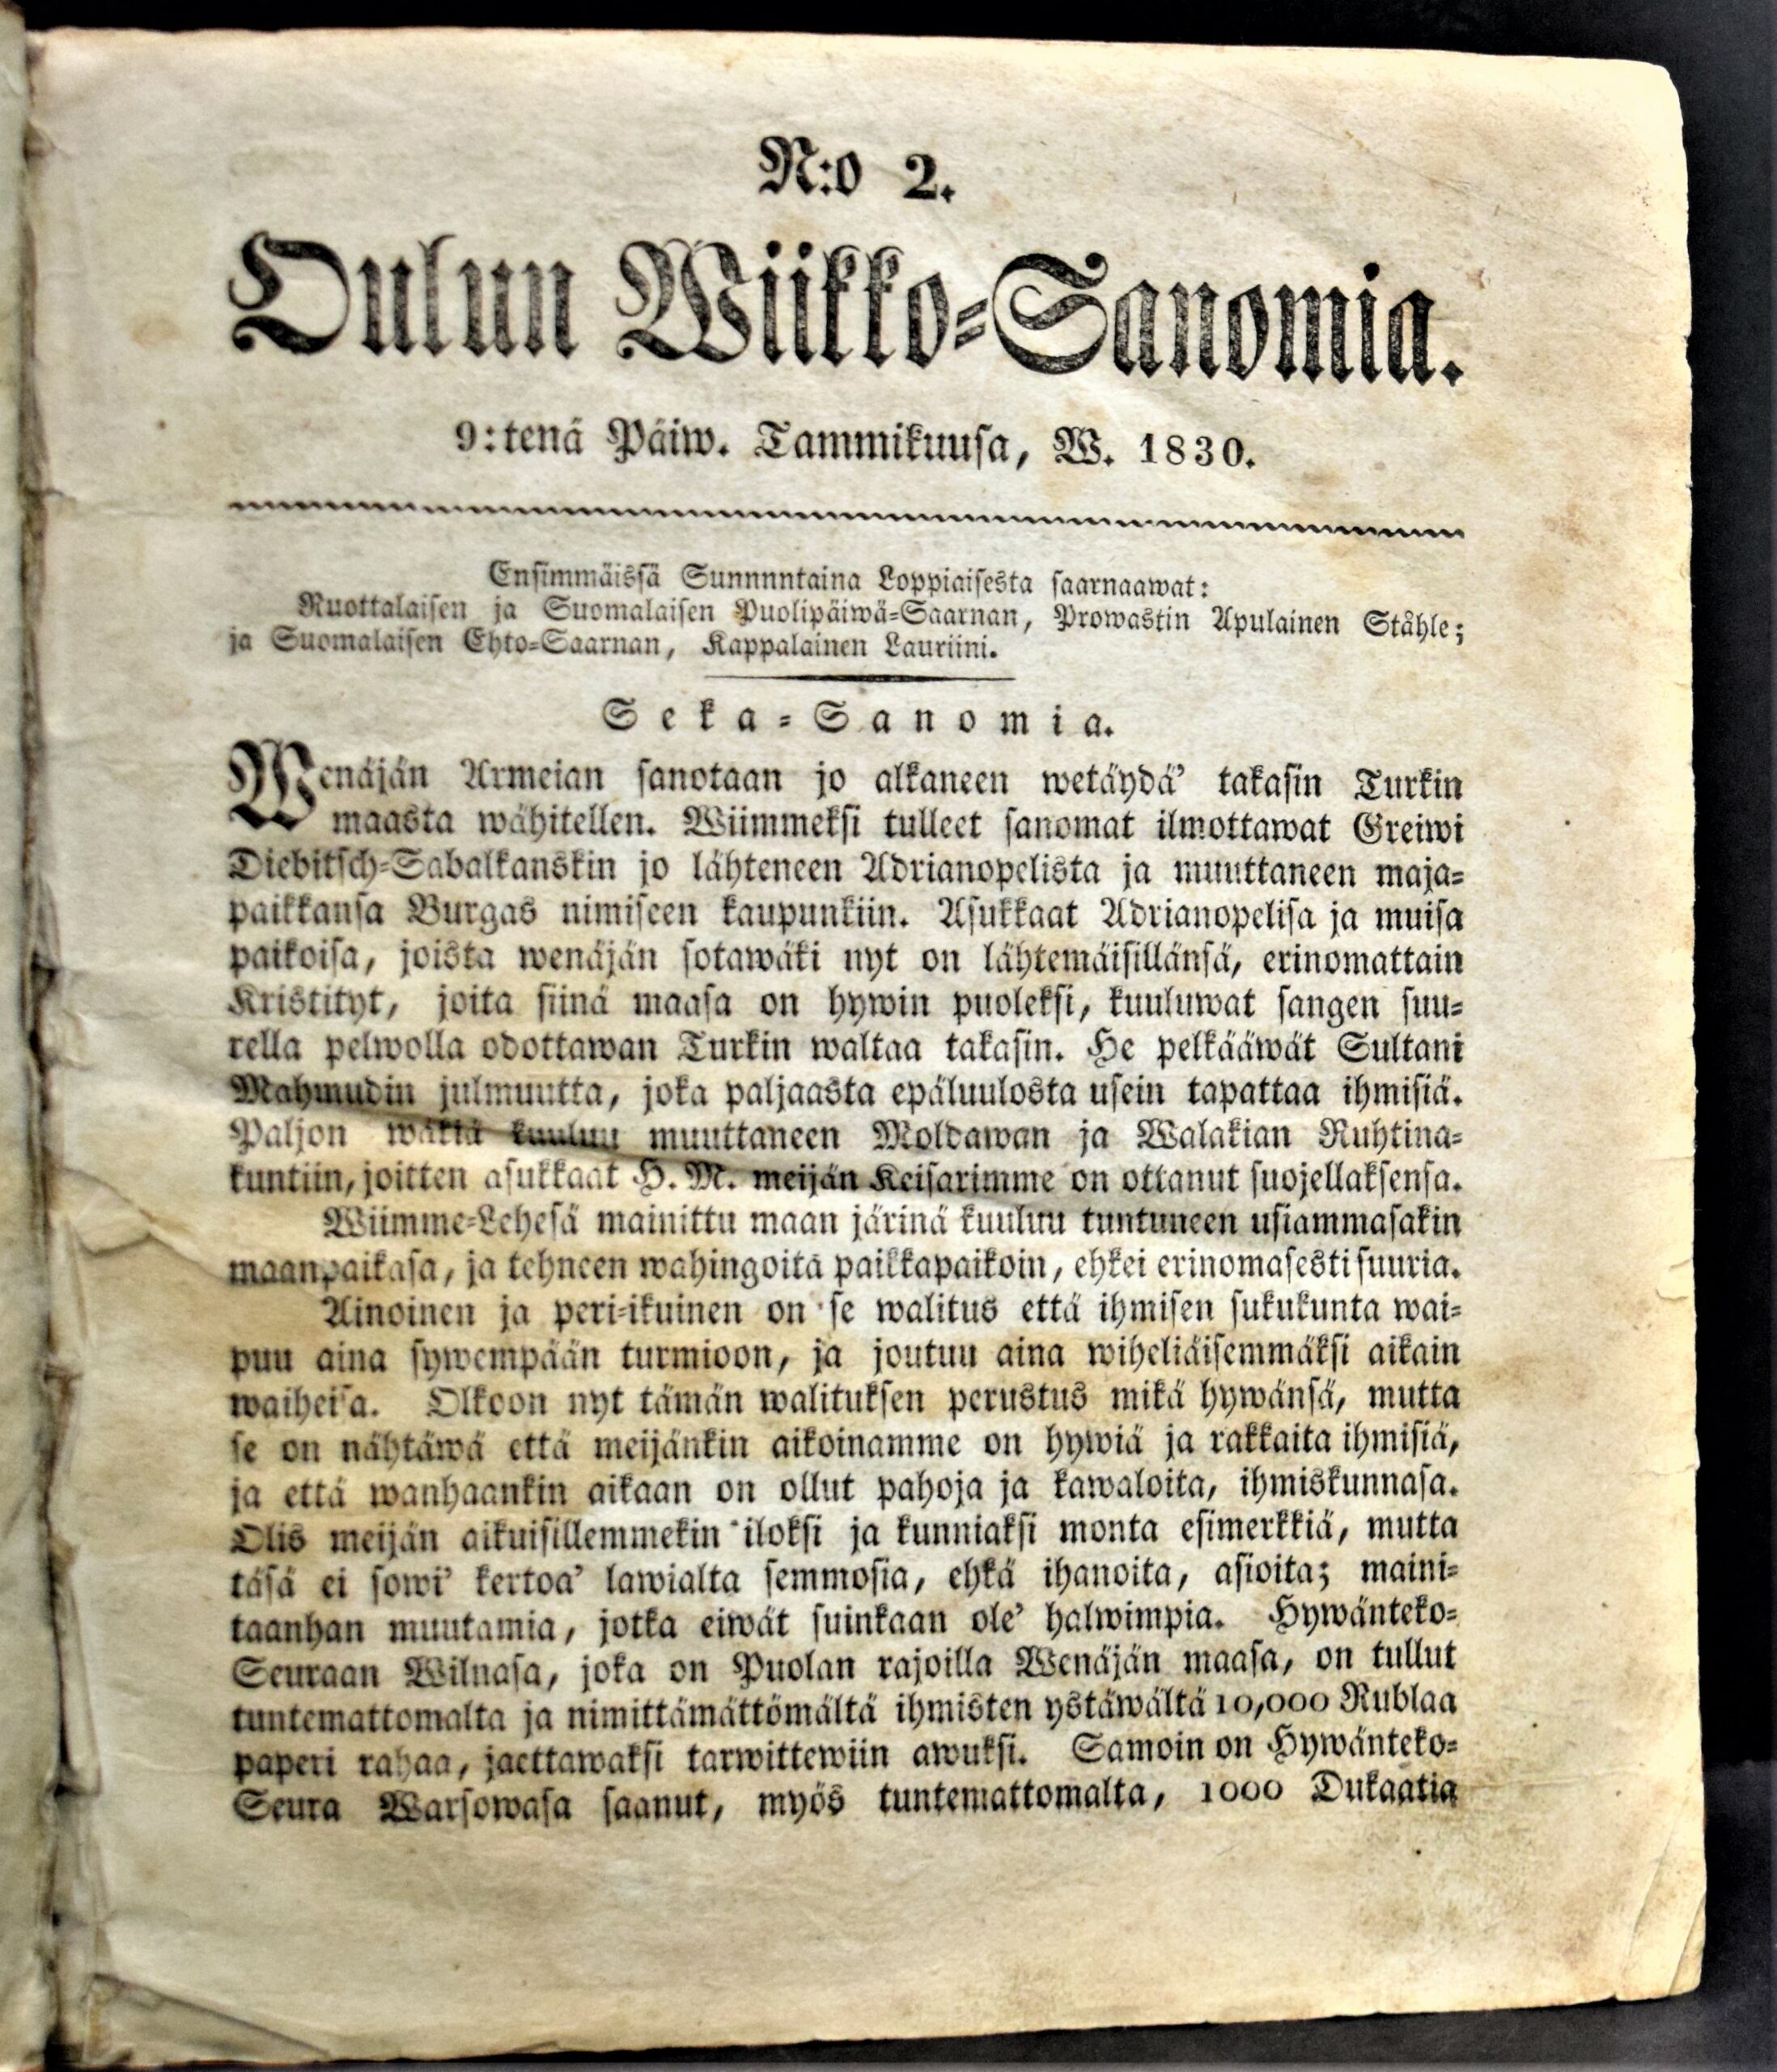 N:o 2.
Oulun Wiikko-Sanomia.
9:tenä Päiw. Tammikuusa, W. 1830.
Ensimmäissä Sunnnntaina Loppiaisesta saarnaawat:
Ruottalaisen ja Suomalaisen Puolipäiwä-Saarnan, Prowastin Apulainen Ståhle;
ja Suomalaisen Ehto-Saarnan, Kappalainen Lauriini.
Seka-Sanomia.
Wenäjän Armeian sanotaan jo alkaneen wetäydä' takasin Turkin
maasta wähitellen. Wiimmeksi tulleet sanomat ilmottawat Greiwi
Diebitsch-Sabalkanskin jo lähteneen Adrianopelista ja muuttaneen maja-
paikkansa Burgas nimiseen kaupunkiin. Asukkaat Adrianopelisa ja muisa
paikoisa, joista wenäjän sotawäki nyt on lähtemäisillänsä, erinomattain
Kristityt, joita siinä maasa on hywin puoleksi, kuuluwat sangen suu-
rella pelwolla odottawan Turkin waltaa takasin. He pelkääwät Sultani
Mahmudin julmuutta, joka paljaasta epäluulosta usein tapattaa ihmisiä.
Paljon wäkiä kuuluu muuttaneen Moldawan ja Walakian Ruhtina-
kuntiin, joitten asukkaat H. M. meijän Keisarimme on ottanut suojellaksensa.
Wiimme-Lehesä mainittu maan järinä kuuluu tuntuneen usiammasakin
maanpaikasa, ja tehneen wahingoita paikkapaikoin, ehkei erinomasesti suuria.
Ainoinen ja peri-ikuinen on se walitus että ihmisen sukukunta wai-
puu aina sywempään turmioon, ja joutuu aina wiheliäisemmäksi aikain
waiheisa. Olkoon nyt tämän walituksen perustus mikä hywänsä, mutta
se on nähtäwä että meijänkin aikoinamme on hywiä ja rakkaita ihmisiä,
ja että wanhaankin aikaan on ollut pahoja ja kawaloita, ihmiskunnasa.
Olis meijän aikuisillemmekin iloksi ja kunniaksi monta esimerkkiä, mutta
täsä ei sowi' kertoa' lawialta semmosia, ehkä ihanoita, asioita; maini-
taanhan muutamia, jotka eiwät suinkaan ole' halwimpia. Hywänteko-
Seuraan Wilnasa, joka on Puolan rajoilla Wenäjän maasa, on tullut
tuntemattomalta ja nimittämättömältä ihmisten ystäwältä 10,000 Rublaa
paperi rahaa, jaettawaksi tarwittewiin awuksi. Samoin on Hywänteko-
Seura Warsowasa saanut, myös tuntemattomalta, 1000 Dukaatia